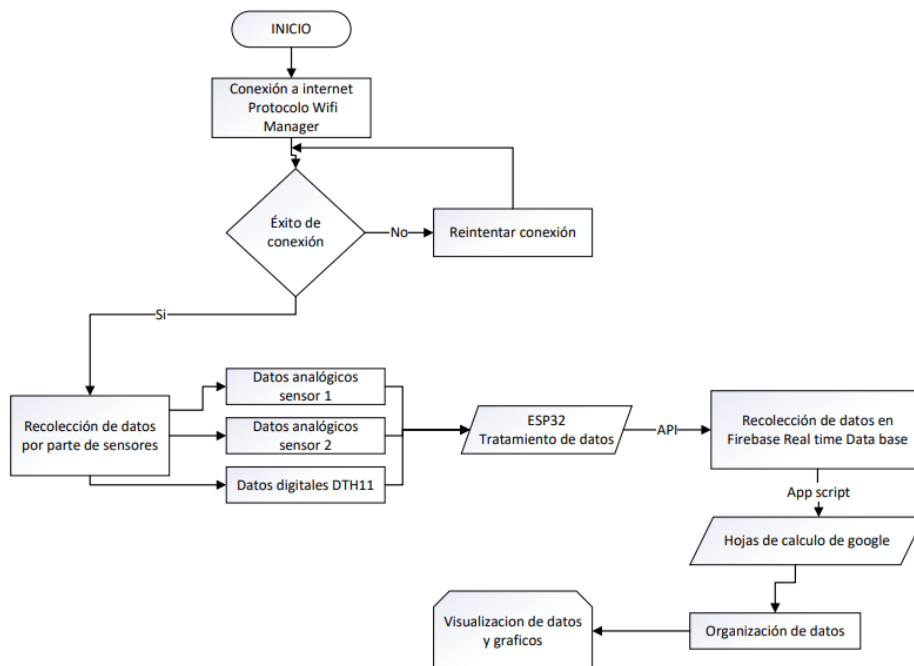 INICIO
Conexión a internet
Protocolo Wifi
Manager
Éxito de
conexión
No
Reintentar conexión
Si
Recolección de datos
por parte de sensores
Datos analógicos
sensor 1
Datos analógicos
sensor 2
Datos digitales DTH11
ESP32
Tratamiento de datos
API
Recolección de datos en
Firebase Real time Data base
App script
Hojas de calculo de google
Organización de datos
Visualizacion de datos
y graficos